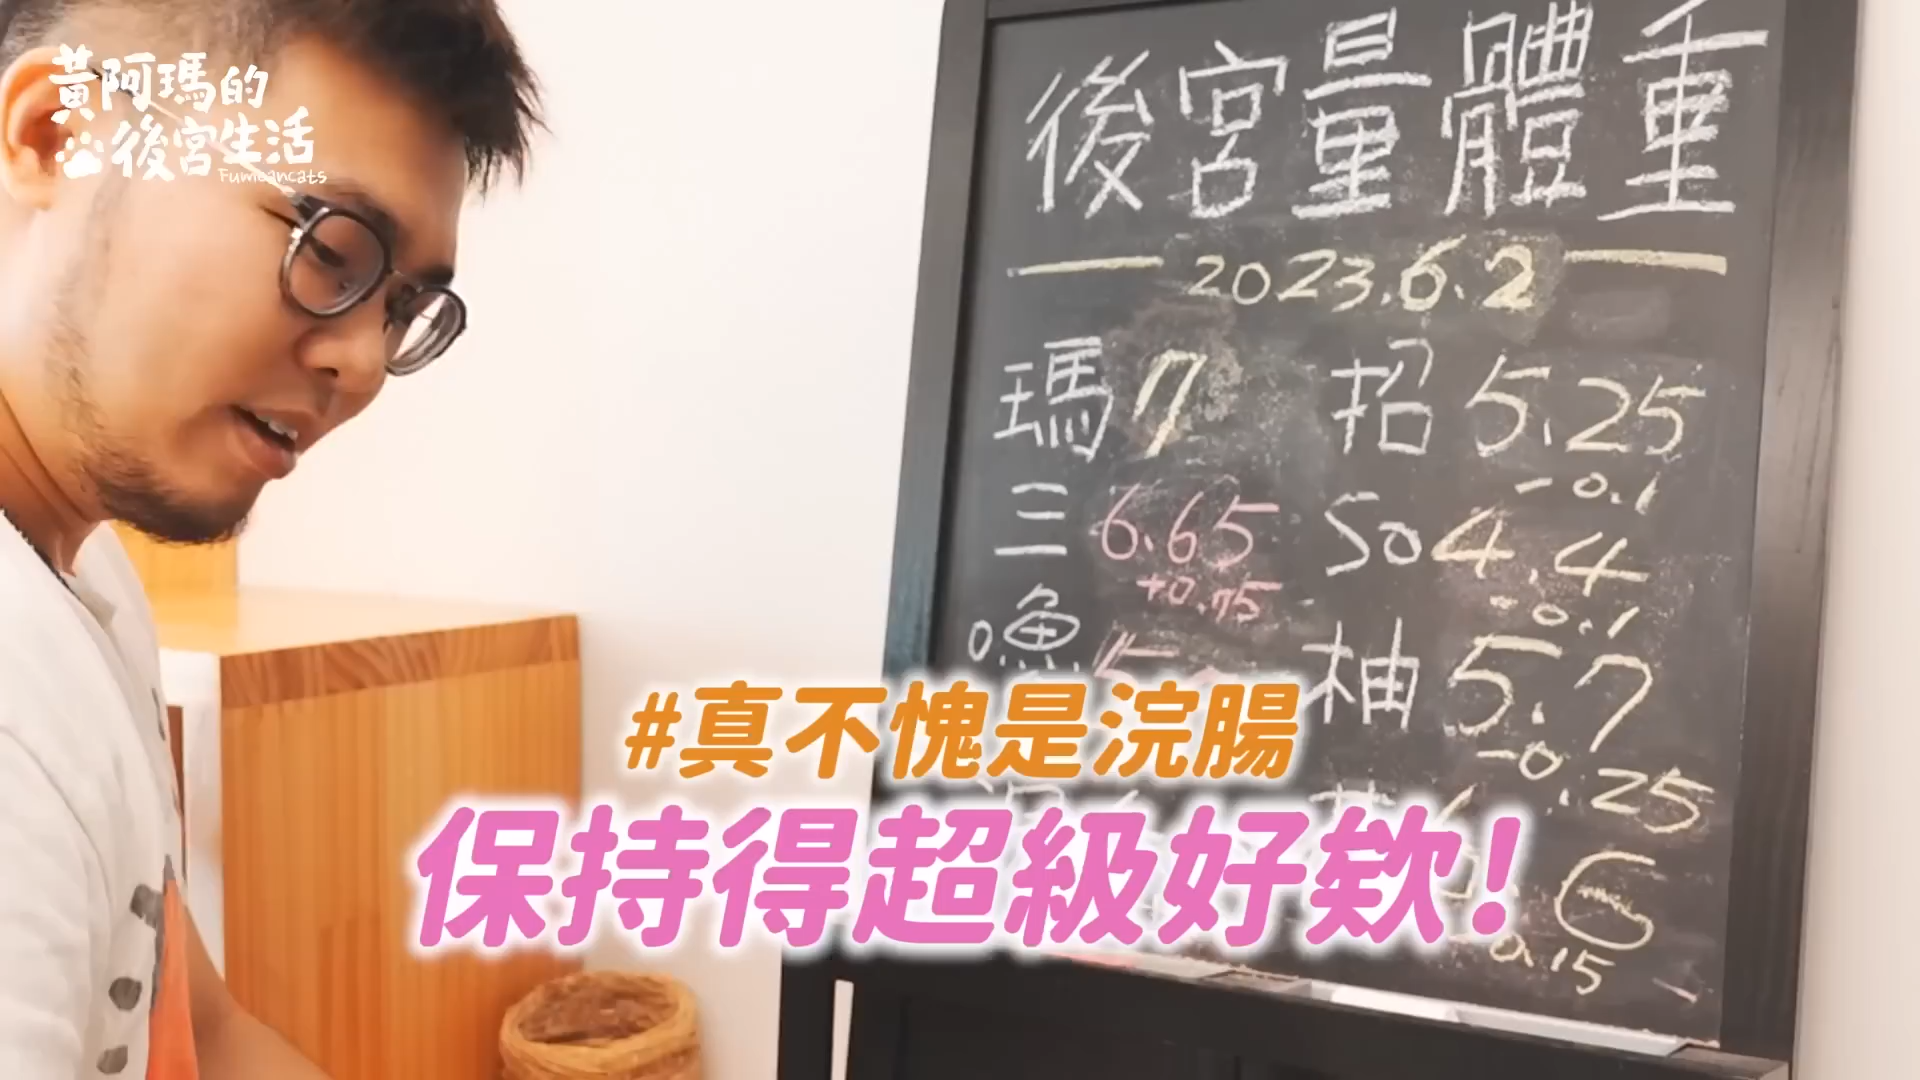 黃阿瑪的
後宮生活
Fumeancats
後宮量體重
2023.6.2
瑪 7
招 5.25
-0.1
三 6.65
+0.75
So 4.4
-0.1
嚕 5.
柚 5.7
-0.25
6
-0.15
#真不愧是浣腸
保持得超級好欸!